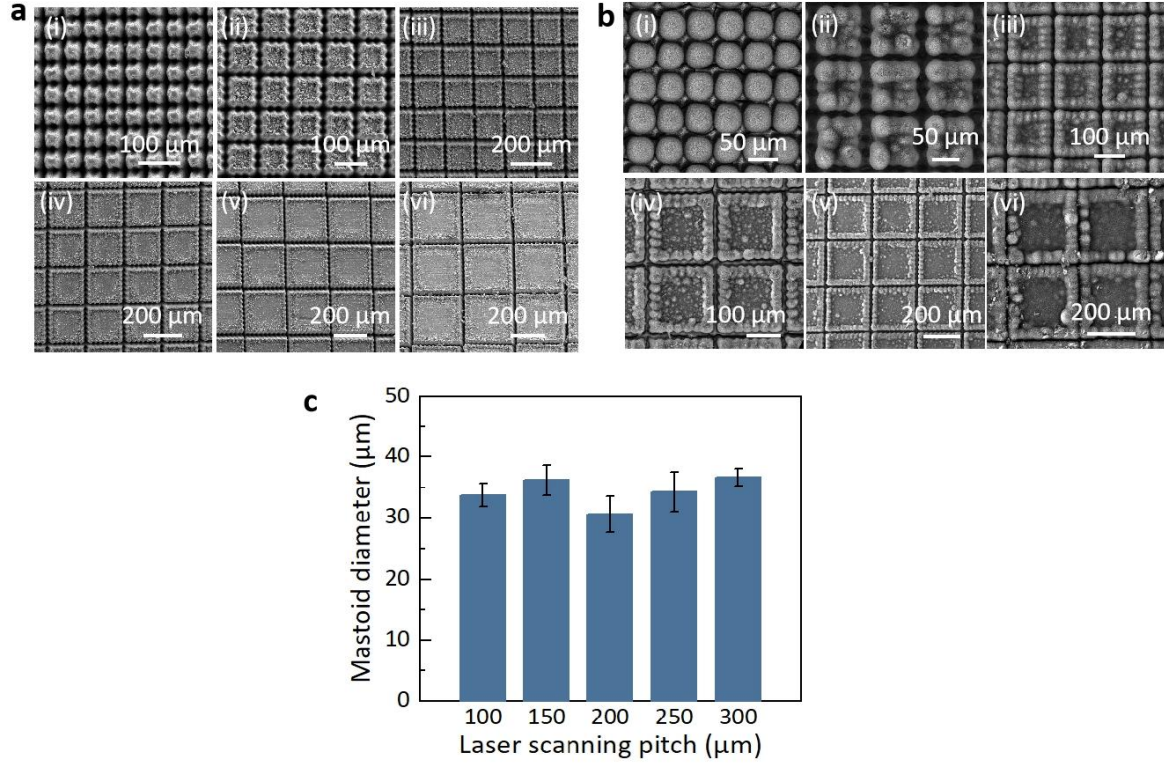 a
(i)
(ii)
(iii)
100 µm
100 µm
200 µm
(iv)
(v)
(vi)
200 µm
200 µm
200 µm
b
(i)
(ii)
(iii)
50 µm
50 µm
100 µm
(iv)
(v)
(vi)
100 µm
200 µm
200 µm
c
Mastoid diameter (µm)
50
40
30
20
10
0
100 150 200 250 300
Laser scanning pitch (µm)